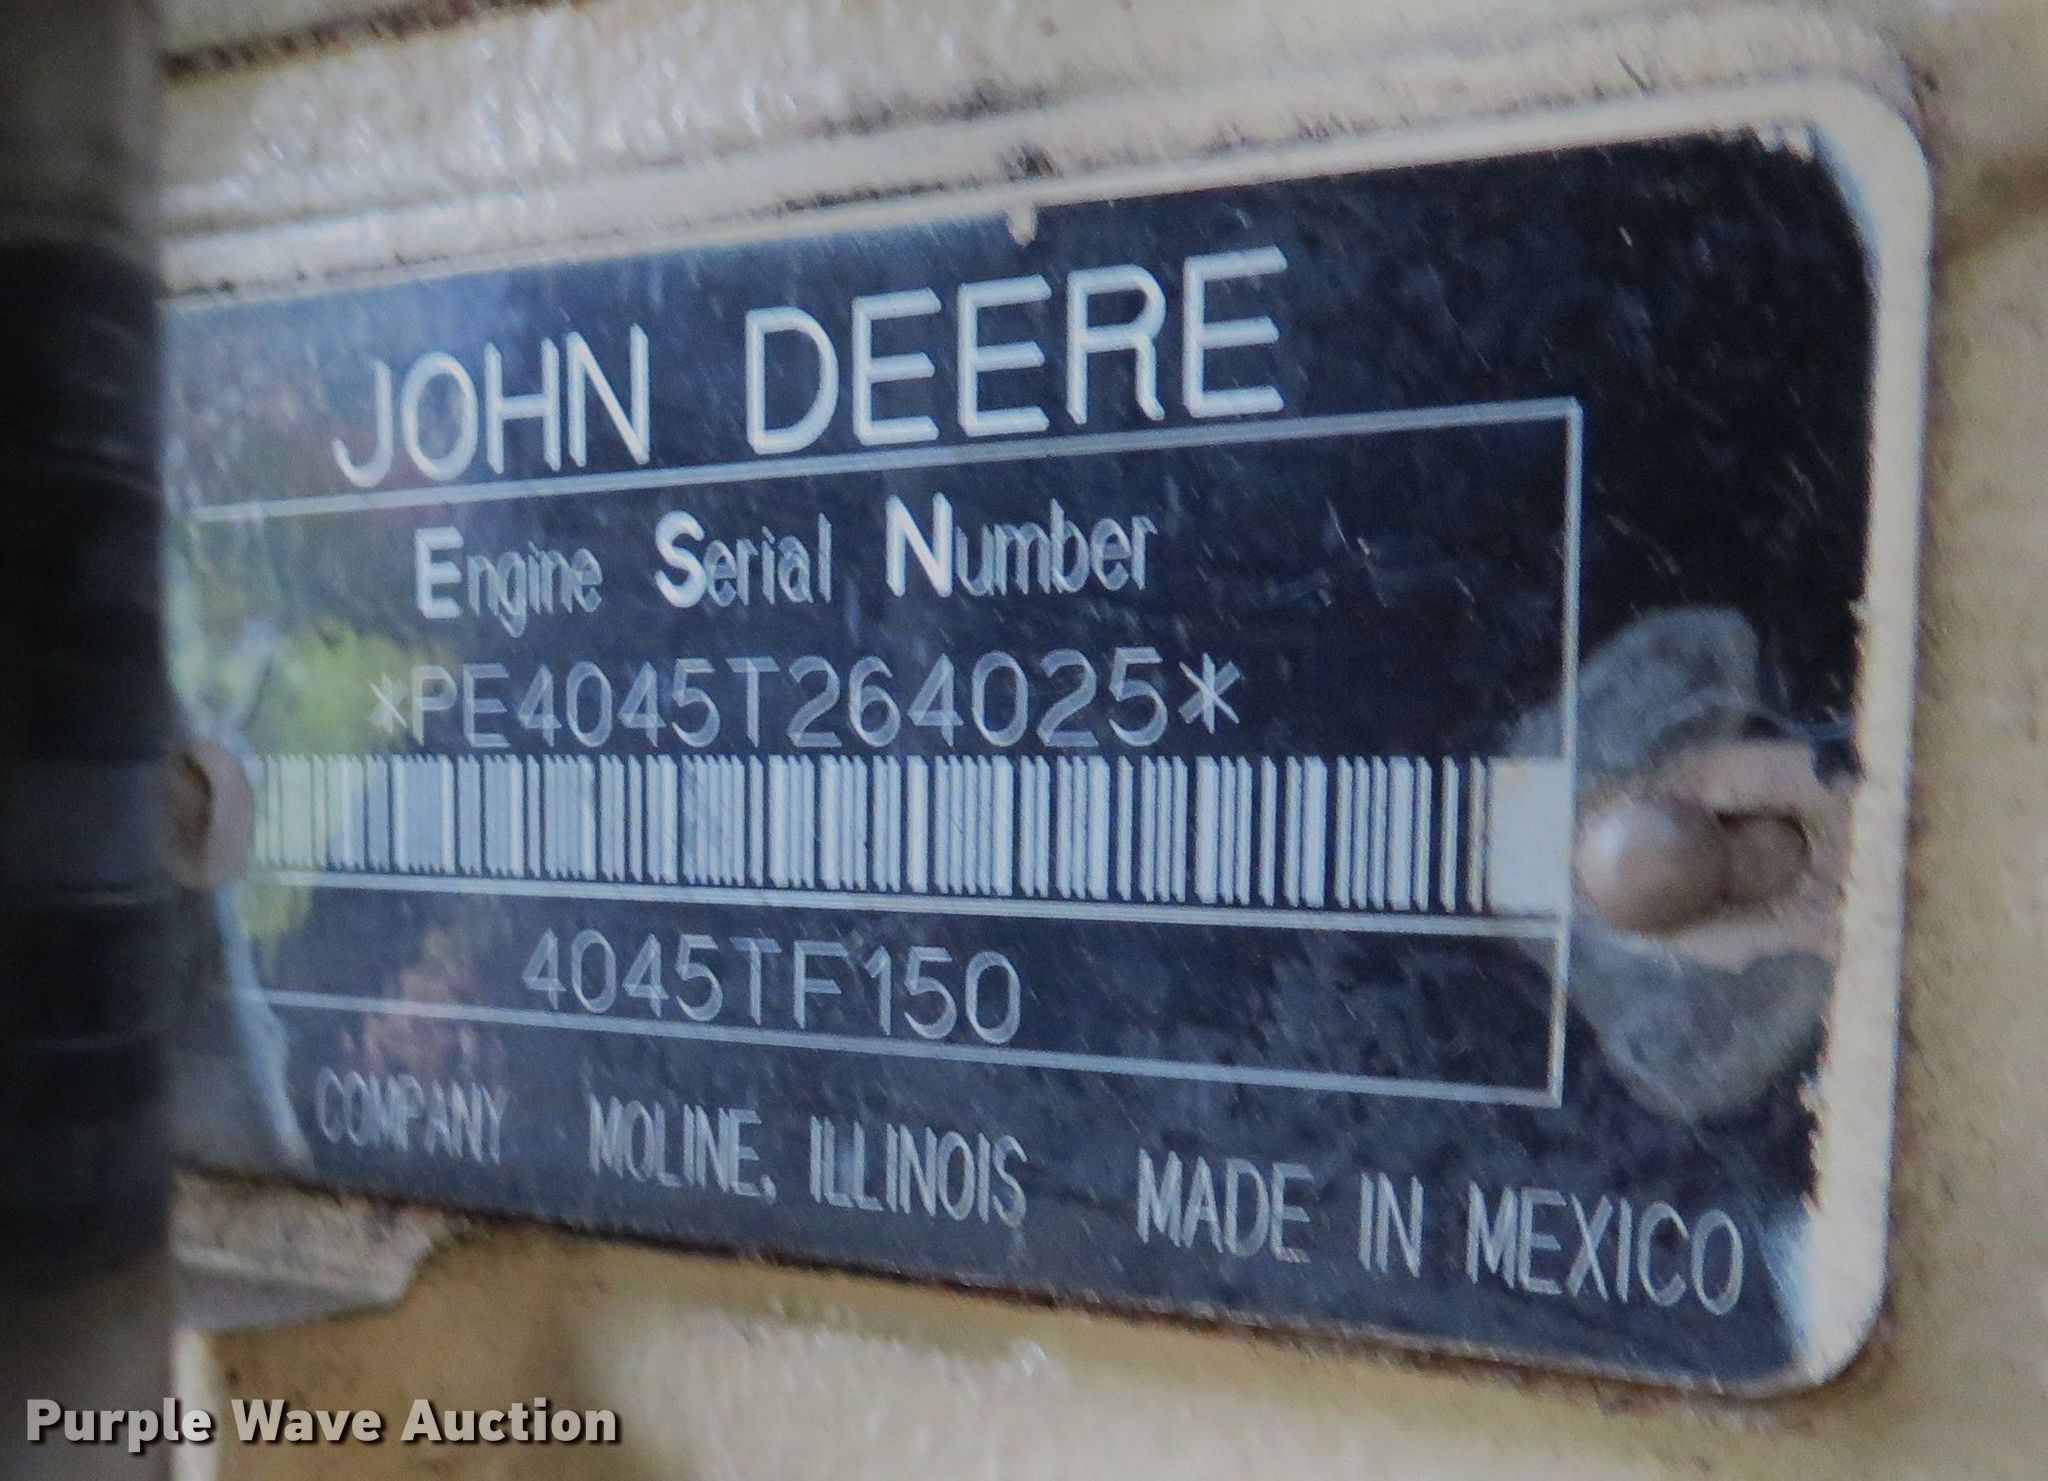 JOHN DEERE
Engine Serial Number
*PE4045T264025*
4045TF150
COMPANY MOLINE, ILLINOIS MADE IN MEXICO
Purple Wave Auction